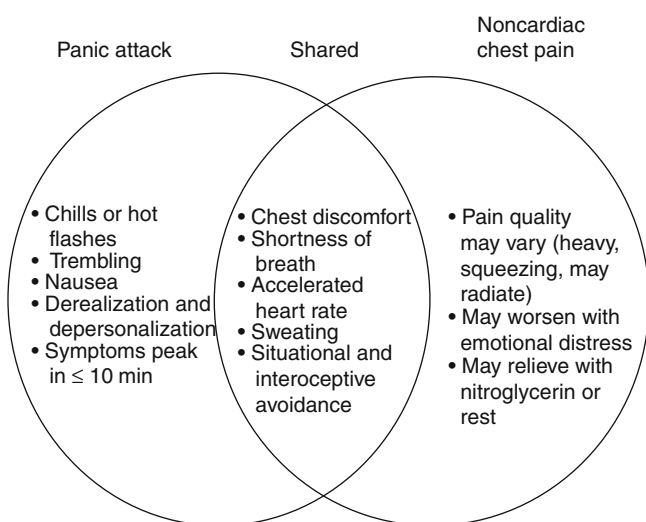 Panic attack
Shared
Noncardiac
chest pain
• Chills or hot
flashes
• Trembling
• Nausea
• Derealization and
depersonalization
• Symptoms peak
in ≤ 10 min
• Chest discomfort
• Shortness of
breath
• Accelerated
heart rate
• Sweating
• Situational and
interoceptive
avoidance
• Pain quality
may vary (heavy,
squeezing, may
radiate)
• May worsen with
emotional distress
• May relieve with
nitroglycerin or
rest